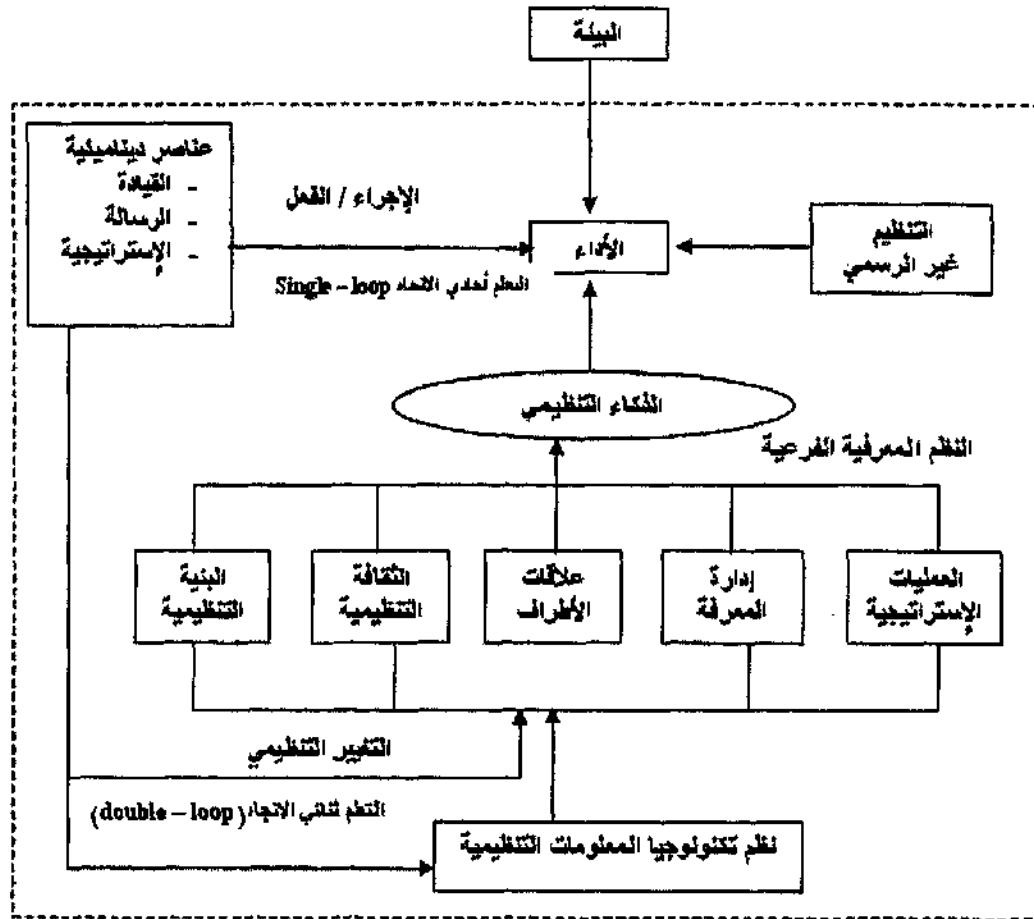 البيئة
عناصر ديناميكية
- القيادة
- الرسالة
- الإستراتيجية
الإجراء / الفعل
التعلم أحادي الاتجاه Single – loop
الأداء
التنظيم
غير الرسمي
الذكاء التنظيمي
النظم المعرفية الفرعية
العمليات
الإستراتيجية
إدارة
المعرفة
علاقات
الأطراف
الثقافة
التنظيمية
البنية
التنظيمية
التغيير التنظيمي
التعلم ثنائي الاتجاه (double – loop)
نظم تكنولوجيا المعلومات التنظيمية